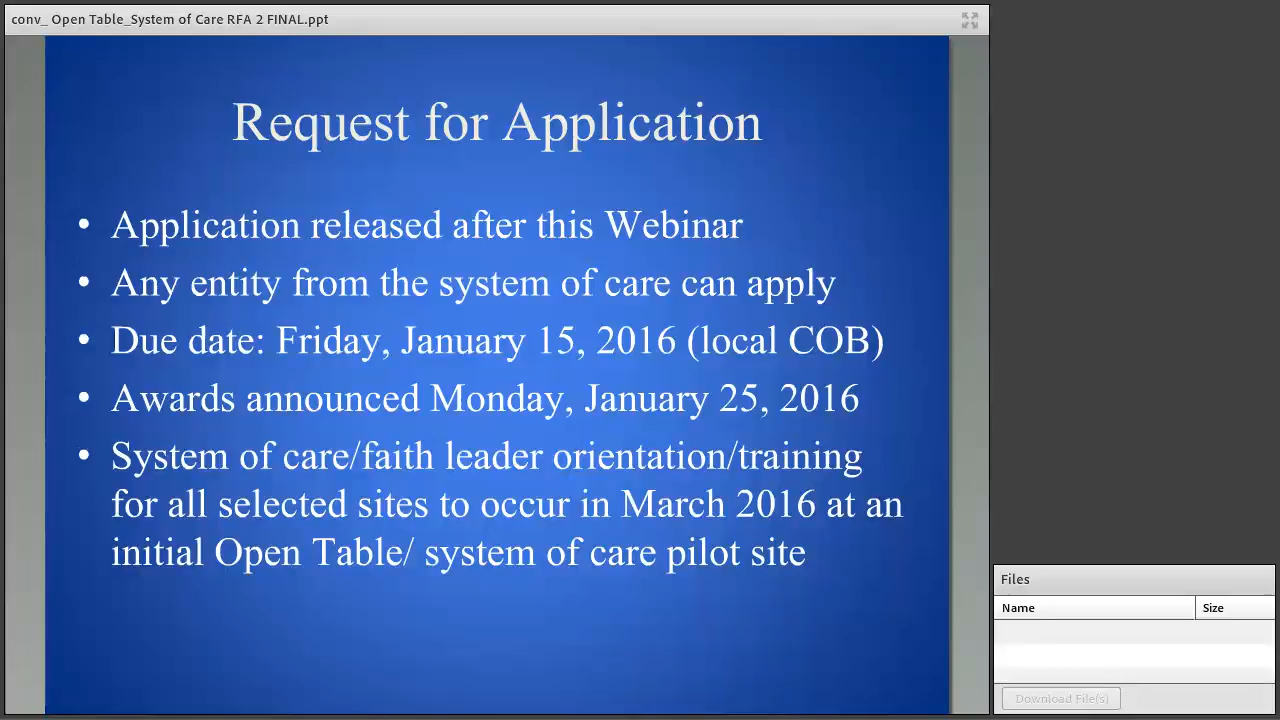 conv_ Open Table_System of Care RFA 2 FINAL.ppt
Request for Application
• Application released after this Webinar
• Any entity from the system of care can apply
• Due date: Friday, January 15, 2016 (local COB)
• Awards announced Monday, January 25, 2016
• System of care/faith leader orientation/training
for all selected sites to occur in March 2016 at an
initial Open Table/ system of care pilot site
Files
Name Size
Download File(s)